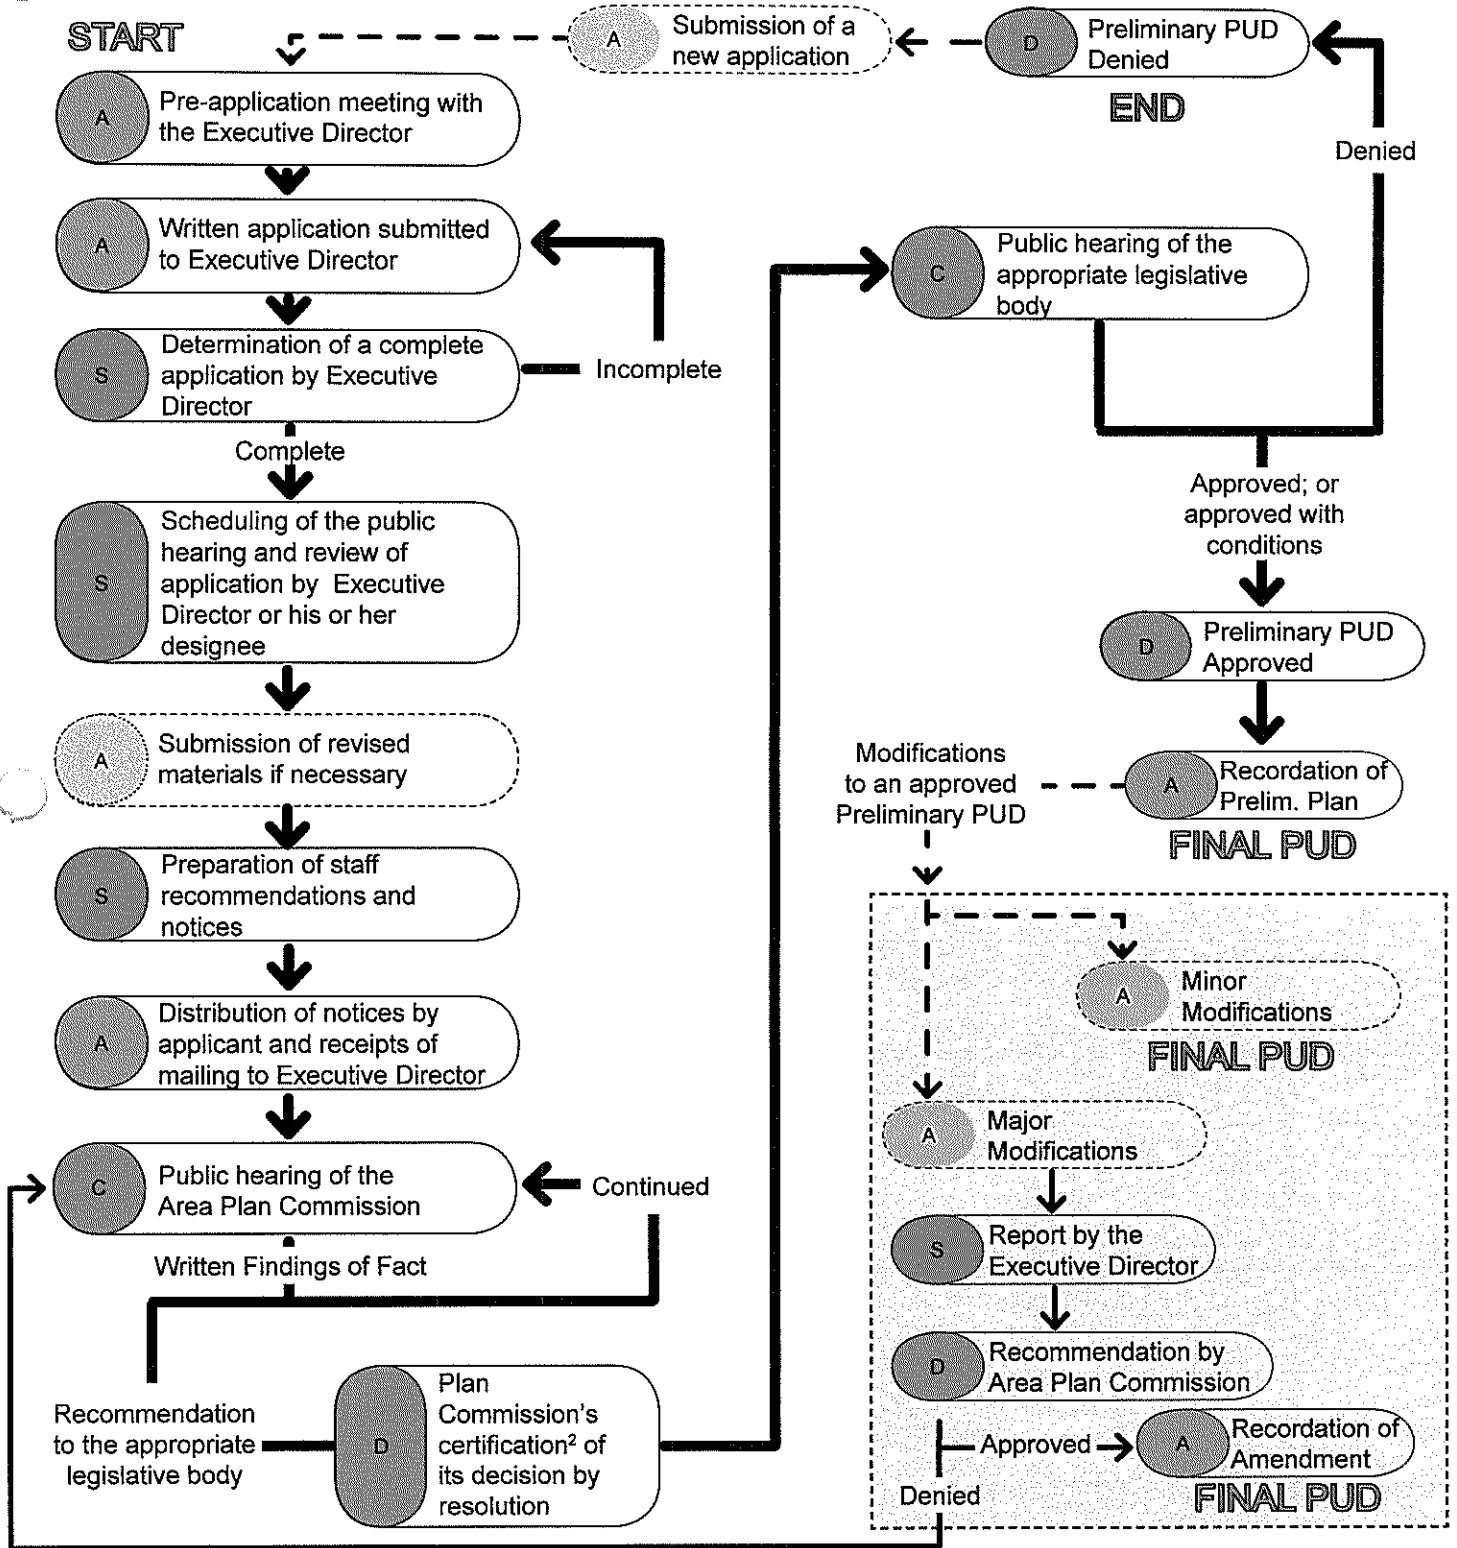 START
A
Pre-application meeting with
the Executive Director
A
Written application submitted
to Executive Director
S
Determination of a complete
application by Executive
Director
Incomplete
Complete
S
Scheduling of the public
hearing and review of
application by Executive
Director or his or her
designee
A
Submission of revised
materials if necessary
S
Preparation of staff
recommendations and
notices
A
Distribution of notices by
applicant and receipts of
mailing to Executive Director
C
Public hearing of the
Area Plan Commission
Continued
Written Findings of Fact
Recommendation
to the appropriate
legislative body
D
Plan
Commission's
certification² of
its decision by
resolution
C
Public hearing of the
appropriate legislative
body
Denied
D
Preliminary PUD
Denied
END
A
Submission of a
new application
Approved; or
approved with
conditions
D
Preliminary PUD
Approved
A
Recordation of
Prelim. Plan
FINAL PUD
Modifications
to an approved
Preliminary PUD
A
Minor
Modifications
FINAL PUD
A
Major
Modifications
S
Report by the
Executive Director
D
Recommendation by
Area Plan Commission
Approved
A
Recordation of
Amendment
FINAL PUD
Denied